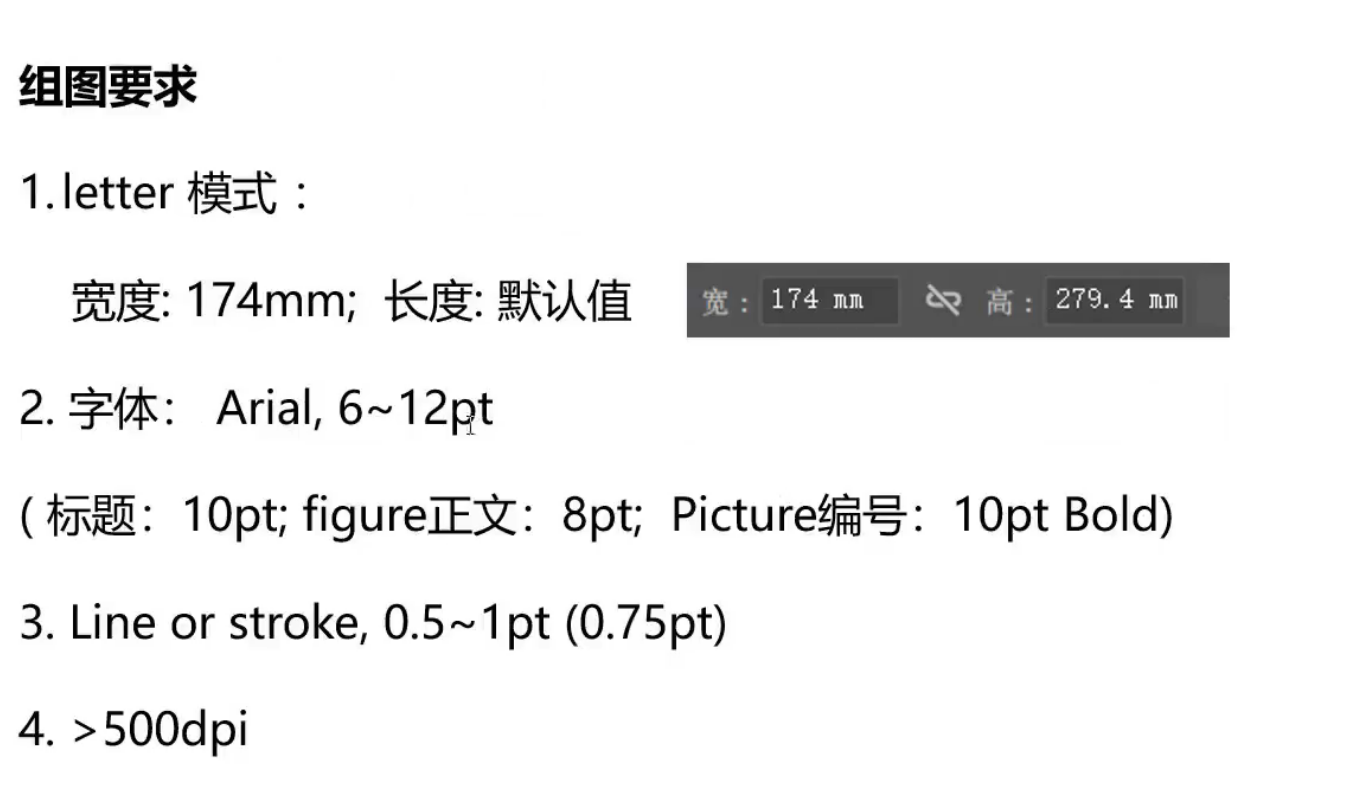 组图要求
1. letter 模式：
宽度: 174mm;  长度: 默认值
宽： 174 mm 高： 279.4 mm
2. 字体： Arial, 6~12pt
( 标题：10pt; figure正文：8pt;  Picture编号：10pt Bold)
3. Line or stroke, 0.5~1pt (0.75pt)
4. >500dpi